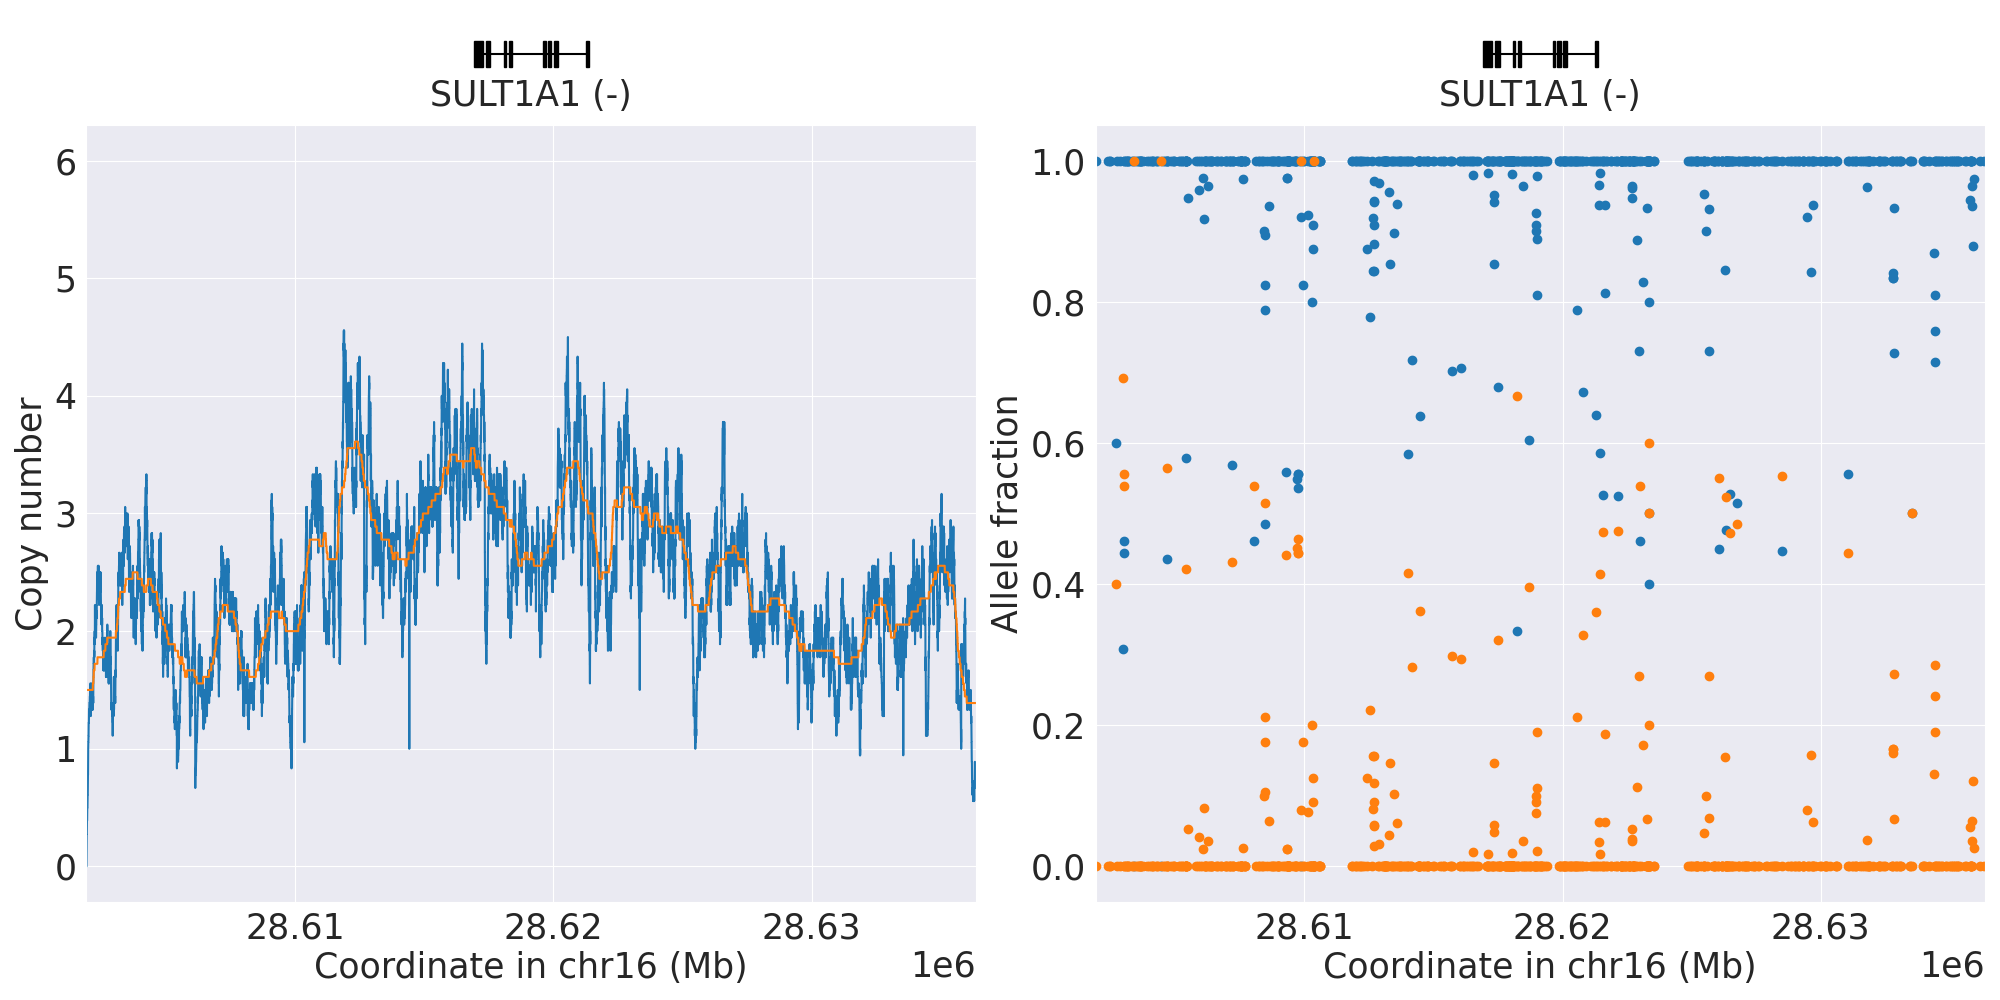 SULT1A1 (-)
Copy number
6
5
4
3
2
1
0
28.61
28.62
28.63
Coordinate in chr16 (Mb)
1e6
SULT1A1 (-)
Allele fraction
1.0
0.8
0.6
0.4
0.2
0.0
28.61
28.62
28.63
Coordinate in chr16 (Mb)
1e6